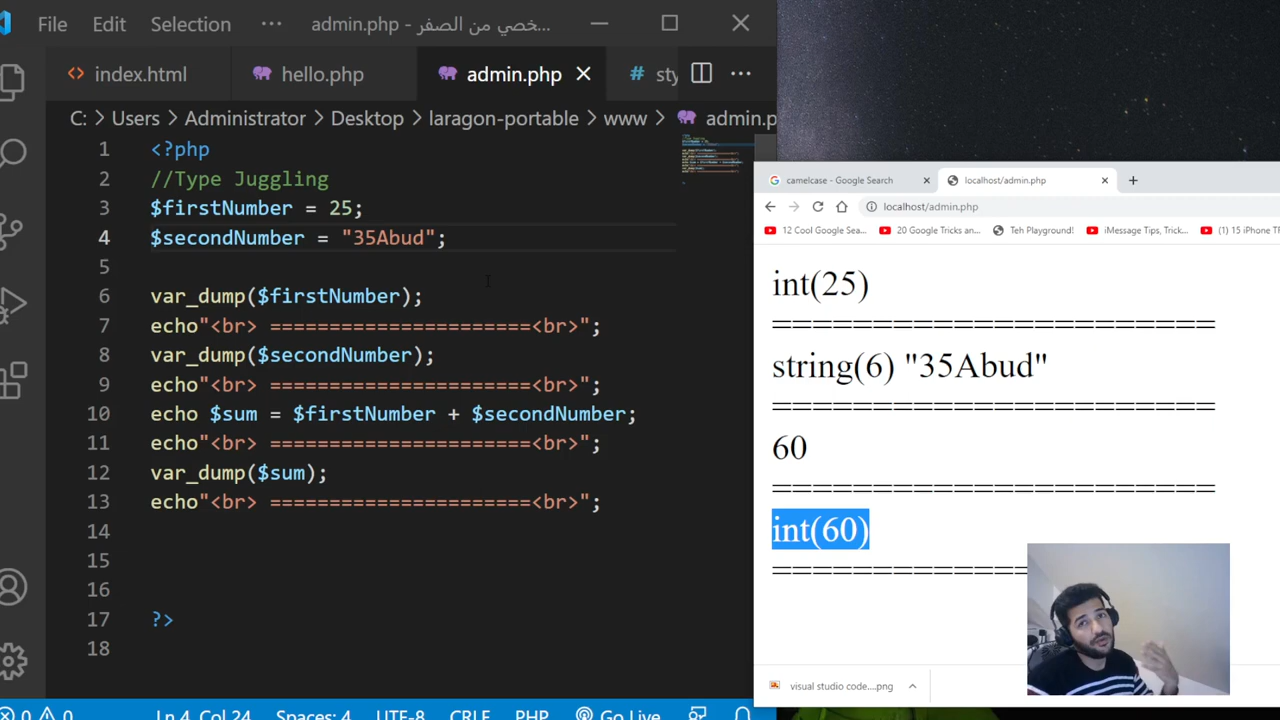 File Edit Selection ··· admin.php - خصي من الصفر...
index.html hello.php admin.php # sty ···
C: > Users > Administrator > Desktop > laragon-portable > www > admin.p
1 <?php
2 //Type Juggling
3 $firstNumber = 25;
4 $secondNumber = "35Abud";
5
6 var_dump($firstNumber);
7 echo"<br> ======================<br>";
8 var_dump($secondNumber);
9 echo"<br> ======================<br>";
10 echo $sum = $firstNumber + $secondNumber;
11 echo"<br> ======================<br>";
12 var_dump($sum);
13 echo"<br> ======================<br>";
14
15
16
17 ?>
18
0 0 Ln 4, Col 24 Spaces: 4 UTF-8 CRLF PHP Go Live
camelcase - Google Search localhost/admin.php
localhost/admin.php
12 Cool Google Sea... 20 Google Tricks an... Teh Playground! iMessage Tips, Trick... (1) 15 iPhone T
int(25)
======================
string(6) "35Abud"
======================
60
======================
int(60)
======================
visual studio code....png